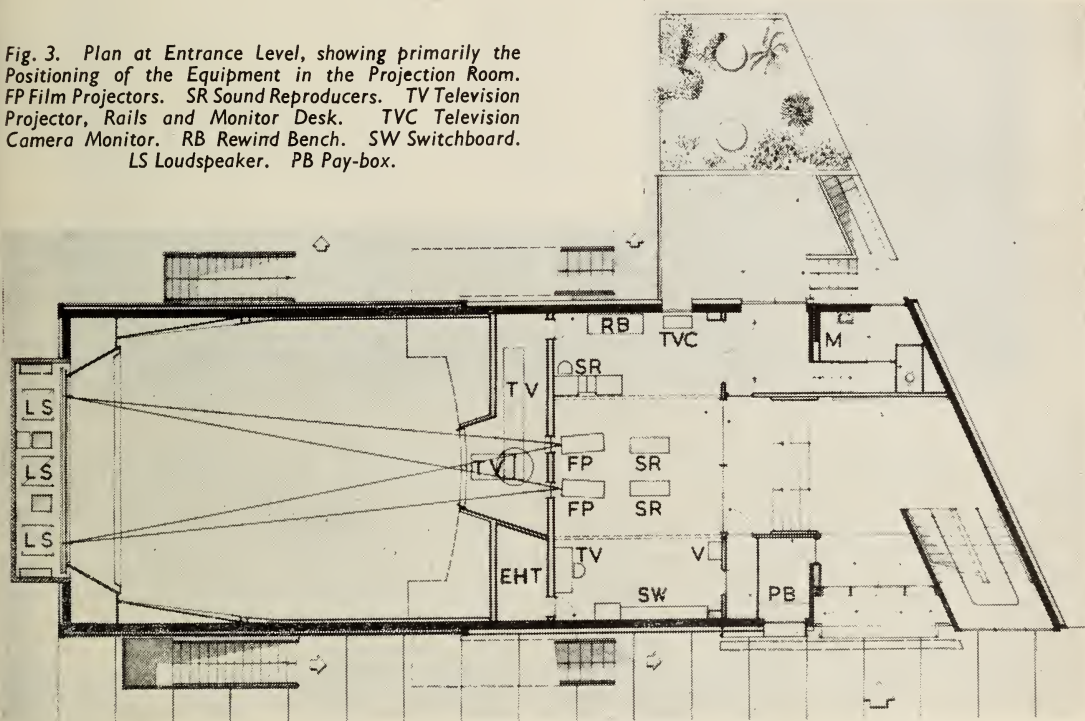 Fig. 3. Plan at Entrance Level, showing primarily the
Positioning of the Equipment in the Projection Room.
FP Film Projectors. SR Sound Reproducers. TV Television
Projector, Rails and Monitor Desk. TVC Television
Camera Monitor. RB Rewind Bench. SW Switchboard.
LS Loudspeaker. PB Pay-box.
RB
TVC
M
SR
TV
LS
FP
SR
TV
LS
FP
SR
LS
TV
V
EHT
SW
PB